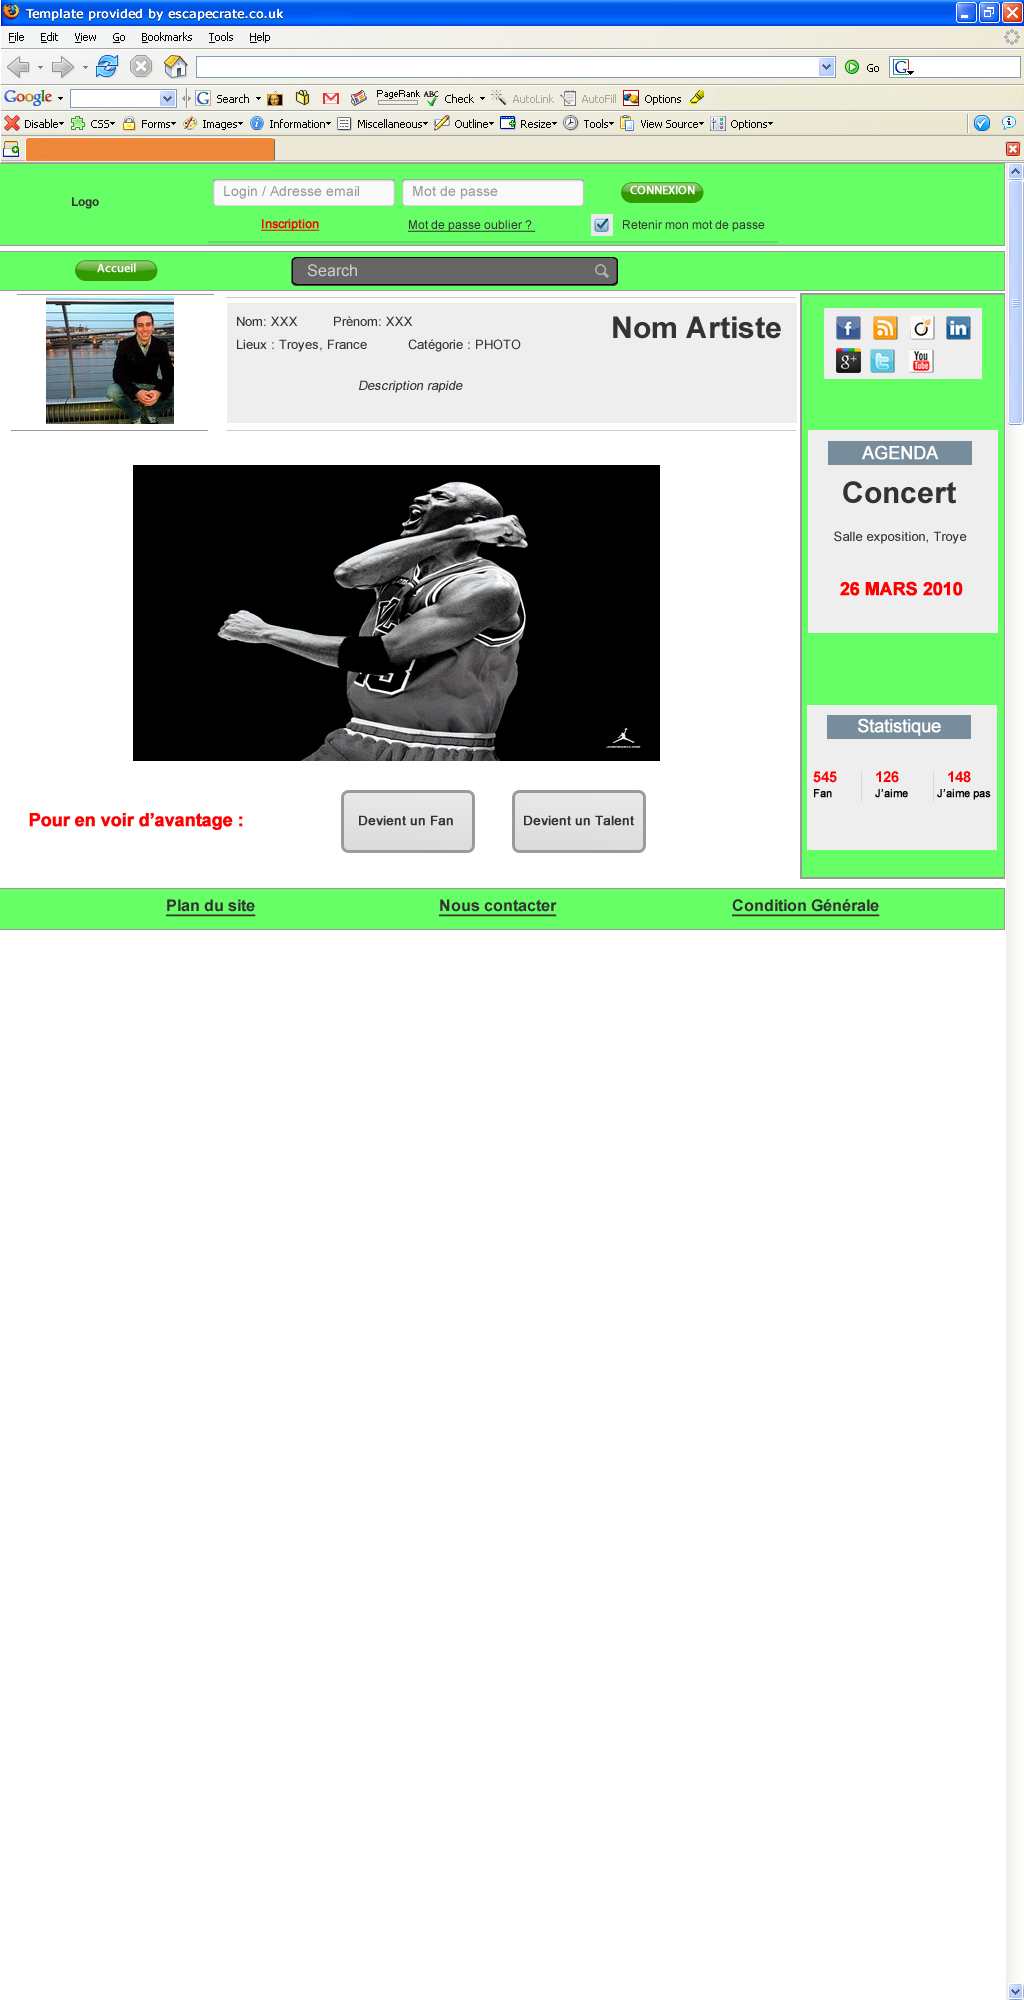 Template provided by escapecrate.co.uk
File Edit View Go Bookmarks Tools Help
Go G
Google Search PageRank ABC Check AutoLink AutoFill Options
Disable CSS Forms Images Information Miscellaneous Outline Resize Tools View Source Options
Logo
Login / Adresse email Mot de passe CONNEXION
Inscription Mot de passe oublier ? Retenir mon mot de passe
Accueil Search
Nom: XXX Prènom: XXX
Nom Artiste
Lieux : Troyes, France Catégorie : PHOTO
Description rapide
f in
g+ t You Tube
AGENDA
Concert
Salle exposition, Troye
26 MARS 2010
Statistique
545 126 148
Fan J'aime J'aime pas
Pour en voir d'avantage :
Devient un Fan Devient un Talent
Plan du site Nous contacter Condition Générale